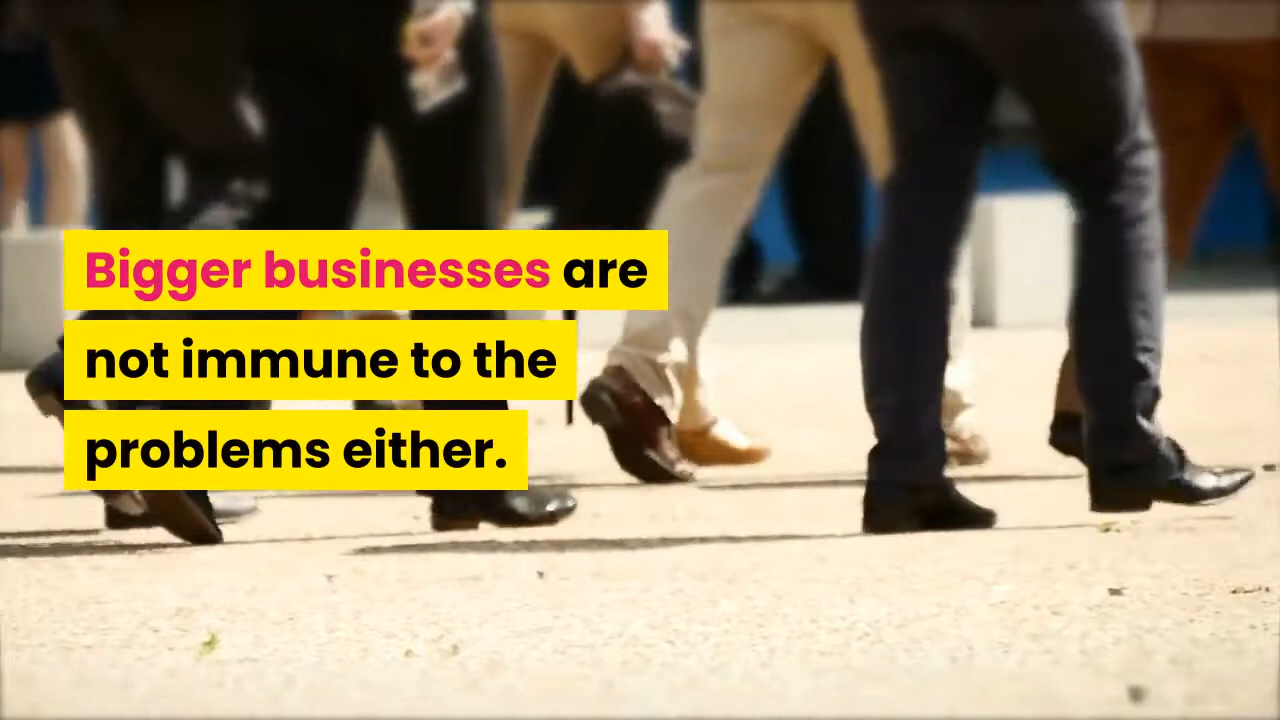 Bigger businesses are
not immune to the
problems either.